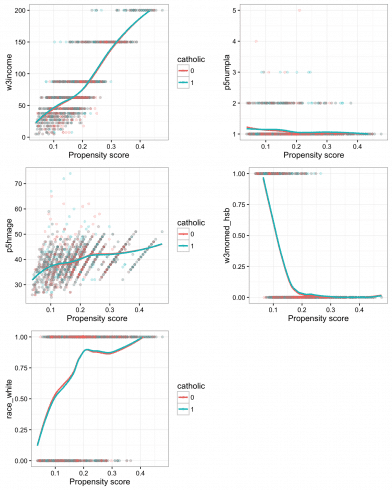 200
150
100
50
0
w3income
0.1 0.2 0.3 0.4
Propensity score
catholic
0
1
5
4
3
2
1
p5numpla
0.1 0.2 0.3 0.4
Propensity score
70
60
50
40
30
p5hmage
0.1 0.2 0.3 0.4
Propensity score
catholic
0
1
1.00
0.75
0.50
0.25
0.00
w3momed_hsb
0.1 0.2 0.3 0.4
Propensity score
1.00
0.75
0.50
0.25
0.00
race_white
0.1 0.2 0.3 0.4
Propensity score
catholic
0
1